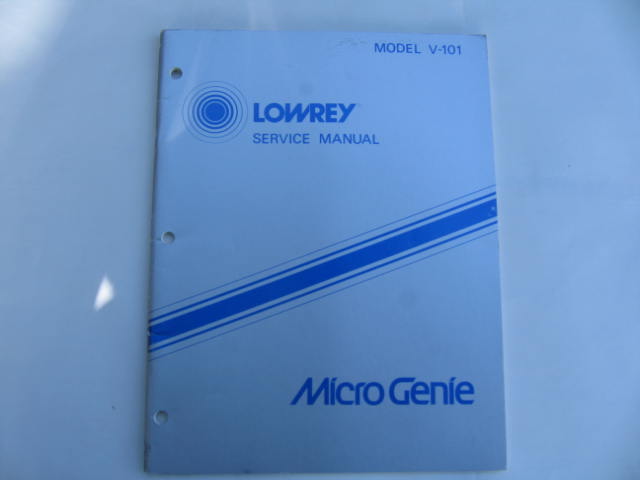 MODEL V-101
LOWREY
SERVICE MANUAL
Micro Genie